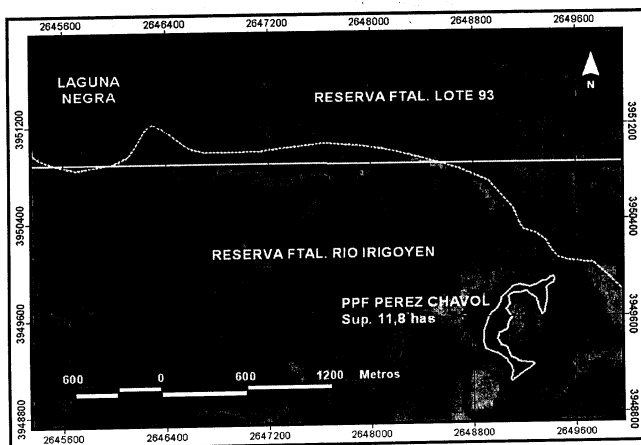 2645600 2646400 2647200 2648000 2648800 2649600
LAGUNA
NEGRA
RESERVA FTAL. LOTE 93
N
3951200
3951200
3950400
3950400
RESERVA FTAL. RIO IRIGOYEN
PPF PEREZ CHAVOL
Sup. 11,8 has
3949600
3949600
600 0 600 1200 Metros
3948800
3948800
2645600 2646400 2647200 2648000 2648800 2649600